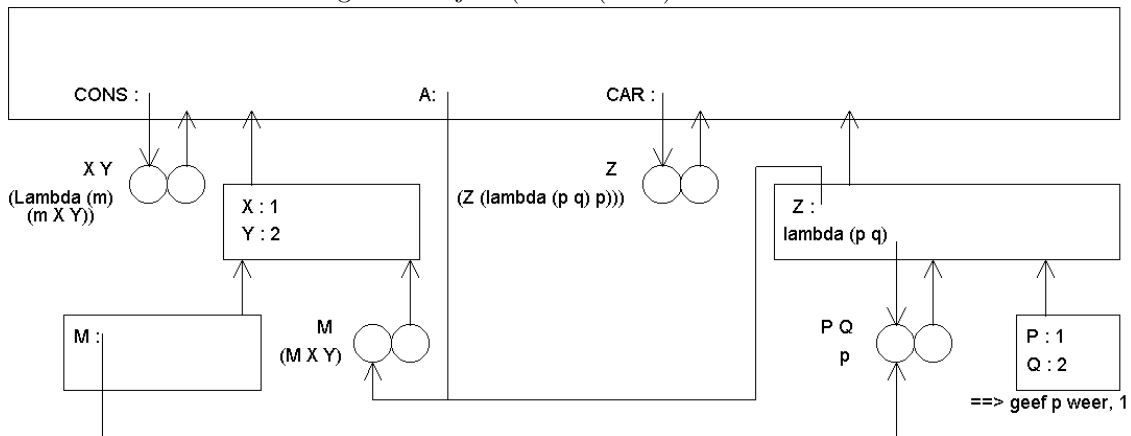 CONS :
A:
CAR :
X Y
(Lambda (m)
(m X Y))
Z
(Z (lambda (p q) p)))
X : 1
Y : 2
Z :
lambda (p q)
M :
M
(M X Y)
P Q
p
P : 1
Q : 2
==> geef p weer, 1